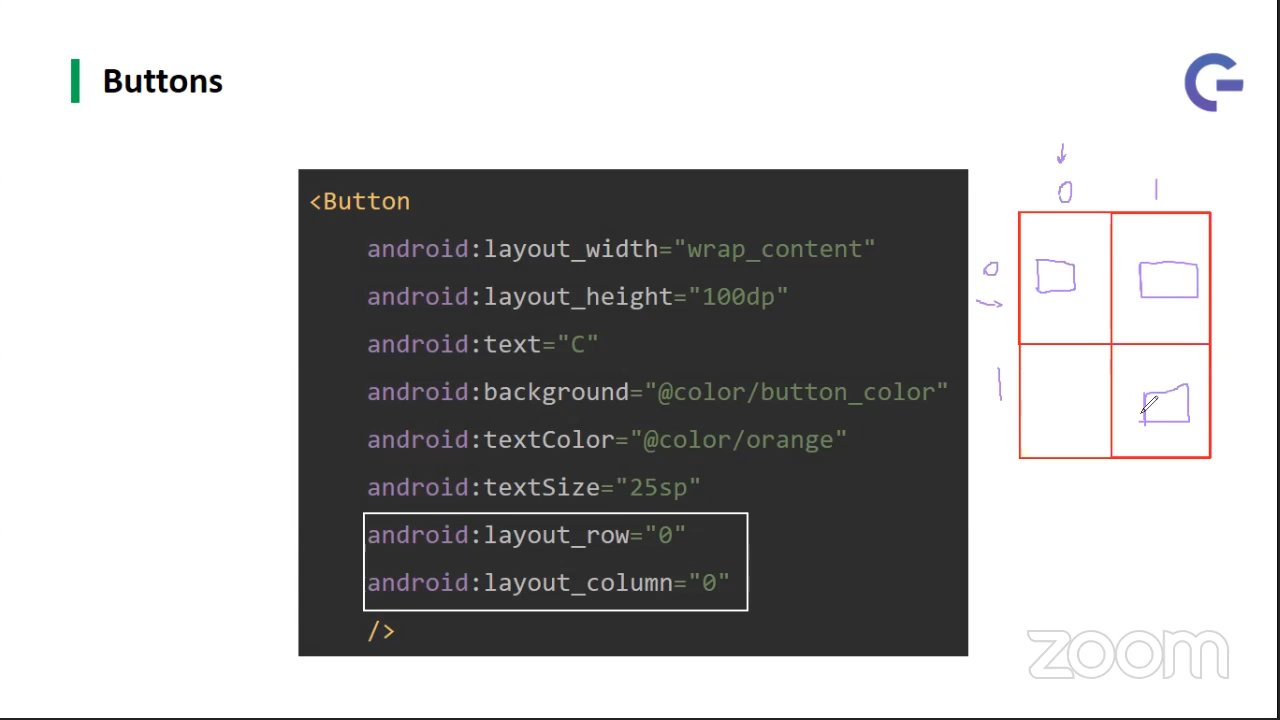 Buttons
<Button
android:layout_width="wrap_content"
android:layout_height="100dp"
android:text="C"
android:background="@color/button_color"
android:textColor="@color/orange"
android:textSize="25sp"
android:layout_row="0"
android:layout_column="0"
/>
0 1
0
1
zoom